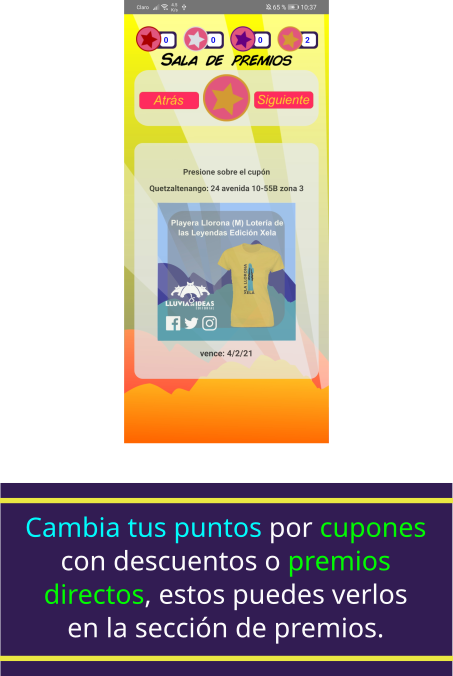 Claro 65 % 10:37
0 0 0 2
SALA DE PREMIOS
Atrás Siguiente
Presione sobre el cupón
Quetzaltenango: 24 avenida 10-55B zona 3
Playera Llorona (M) Loteria de
las Leyendas Edición Xela
LLUVIA DE IDEAS
vence: 4/2/21
Cambia tus puntos por cupones
con descuentos o premios
directos, estos puedes verlos
en la sección de premios.